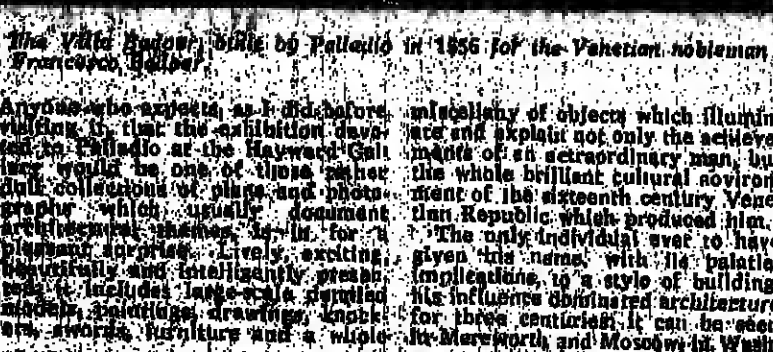 The Villa Badoer, built by Palladio in 1556 for the Venetian nobleman
Francesco Badoer.
Anyone who expects, as I did before
visiting it, that the exhibition devo-
ted to Palladio at the Hayward Gal-
lery would be one of those rather
dull collections of plans and photo-
graphs which usually document
architectural themes, is in for a
pleasant surprise. Lively, exciting,
beautifully and intelligently presen-
ted, it includes large-scale detailed
models, paintings, drawings, knock-
ers, swords, furniture and a whole
miscellany of objects which illumin
ate and explain not only the achieve
ments of an extraordinary man, bu
the whole brilliant cultural environ
ment of the sixteenth century Vene
tian Republic which produced him.
The only individual ever to have
given his name, with its palatie
implications, to a style of building
his influence dominated architectur
for three centuries; it can be seen
in Mereworth and Moscow, in Wash